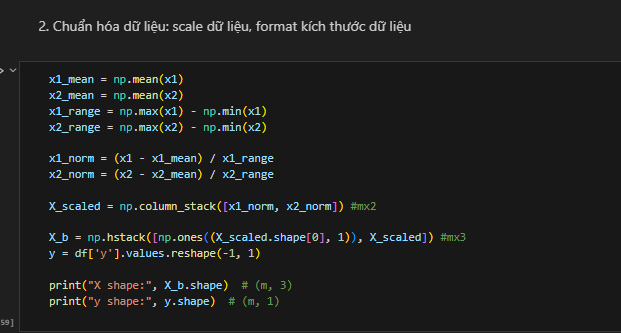 2. Chuẩn hóa dữ liệu: scale dữ liệu, format kích thước dữ liệu
x1_mean = np.mean(x1)
x2_mean = np.mean(x2)
x1_range = np.max(x1) - np.min(x1)
x2_range = np.max(x2) - np.min(x2)
x1_norm = (x1 - x1_mean) / x1_range
x2_norm = (x2 - x2_mean) / x2_range
X_scaled = np.column_stack([x1_norm, x2_norm]) #mx2
X_b = np.hstack([np.ones((X_scaled.shape[0], 1)), X_scaled]) #mx3
y = df['y'].values.reshape(-1, 1)
print("X shape:", X_b.shape)  # (m, 3)
print("y shape:", y.shape)  # (m, 1)
59]